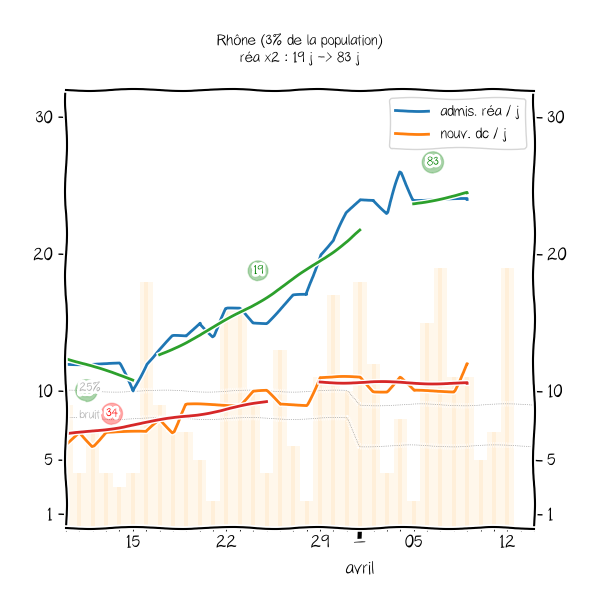 Rhône (3% de la population)
réa x2 : 19 j -> 83 j
30 30
admis. réa / j
nouv. dc / j
83
20 20
19
10 10
25%
bruit
34
5 5
1 1
15 22 29 1 05 12
avril